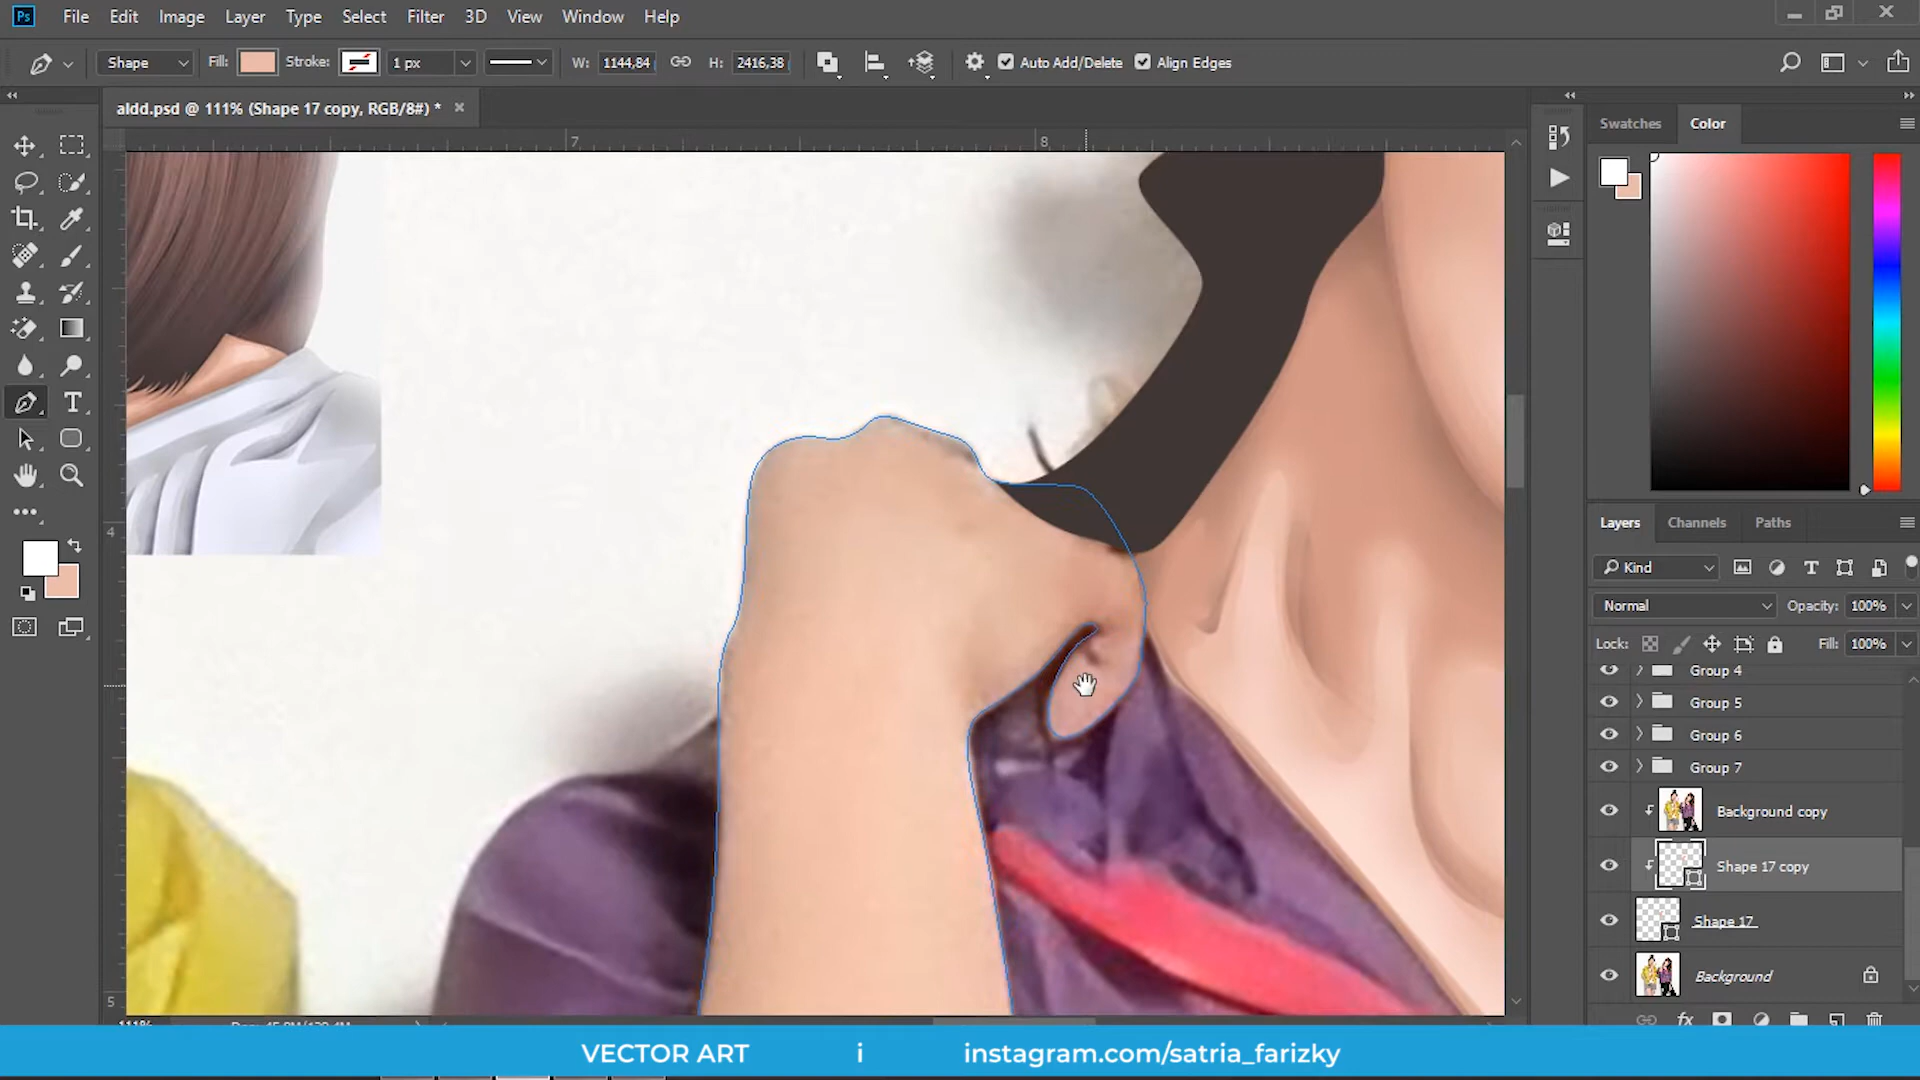 Ps File Edit Image Layer Type Select Filter 3D View Window Help
Shape Fill: Stroke: 1 px W: 1144,84 H: 2416,38 Auto Add/Delete Align Edges
aldd.psd @ 111% (Shape 17 copy, RGB/8#) *
7 8
4
5
Swatches Color
Layers Channels Paths
Kind
Normal Opacity: 100%
Lock: Fill: 100%
Group 4
Group 5
Group 6
Group 7
Background copy
Shape 17 copy
Shape 17
Background
fx
VECTOR ART i instagram.com/satria_farizky